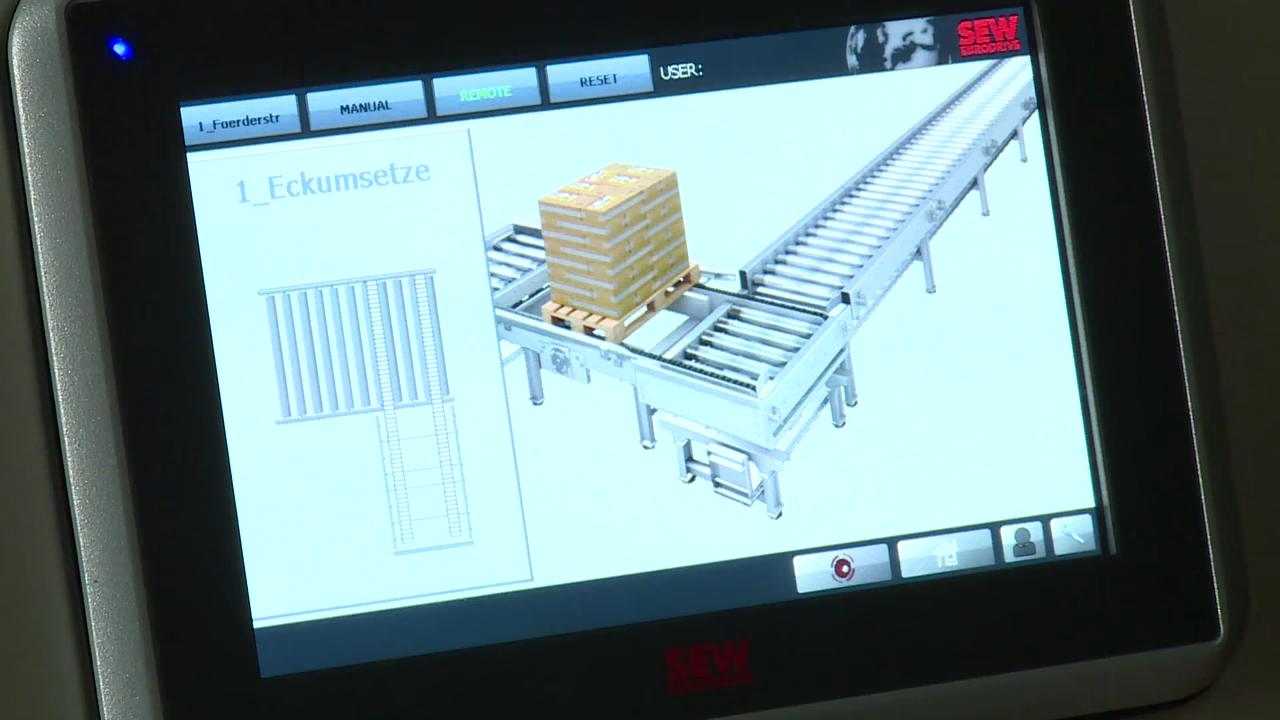 1_Foerderstr
MANUAL
REMOTE
RESET
USER:
SEW
EURODRIVE
1_Eckumsetze
SEW